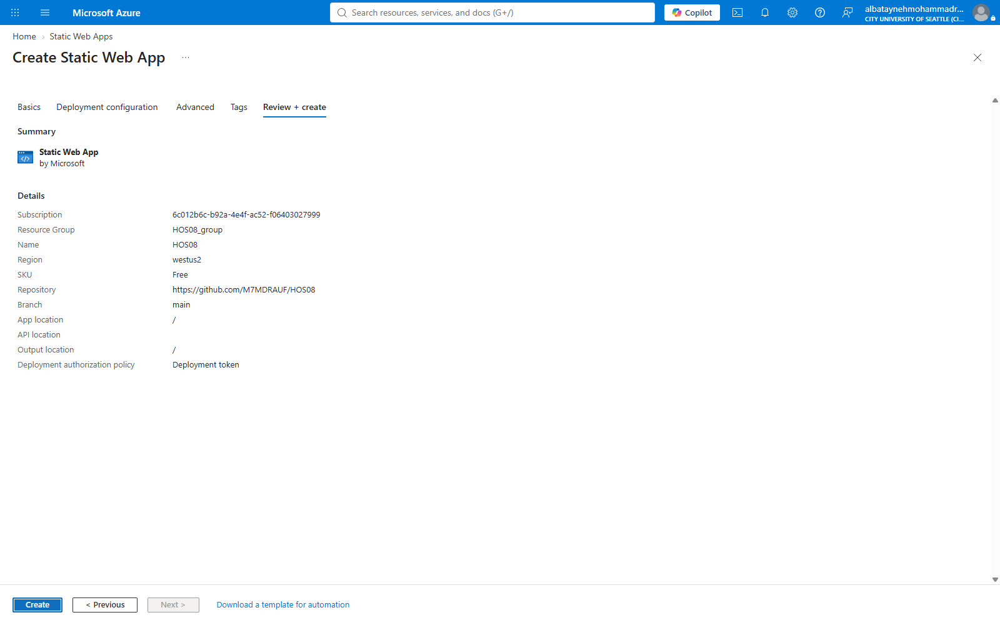 Microsoft Azure
Search resources, services, and docs (G+/)
Copilot
albataynehmohammadr...
CITY UNIVERSITY OF SEATTLE (CI...
Home > Static Web Apps
Create Static Web App ...
Basics Deployment configuration Advanced Tags Review + create
Summary
Static Web App
by Microsoft
Details
Subscription 6c012b6c-b92a-4e4f-ac52-f06403027999
Resource Group HOS08_group
Name HOS08
Region westus2
SKU Free
Repository https://github.com/M7MDRAUF/HOS08
Branch main
App location /
API location
Output location /
Deployment authorization policy Deployment token
Create < Previous Next > Download a template for automation